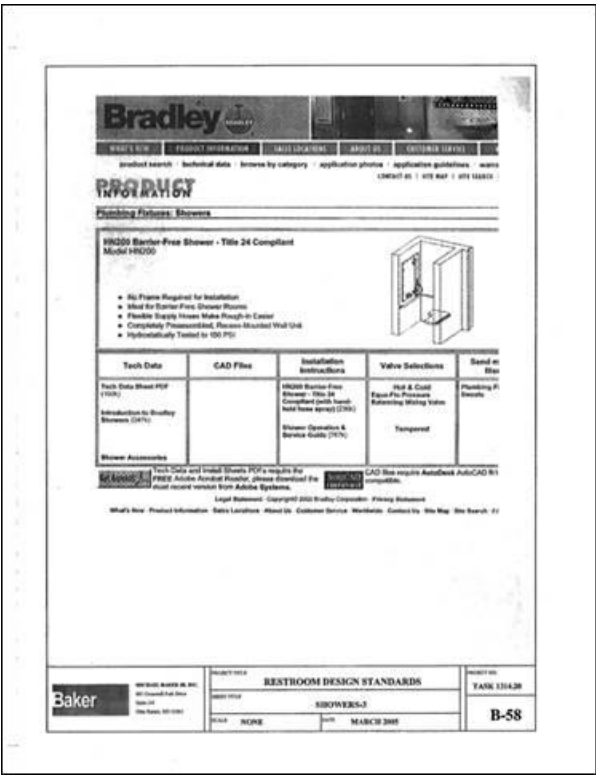 Bradley
BRADLEY
WHAT'S NEW PRODUCT INFORMATION SALES LOCATIONS ABOUT US CUSTOMER SERVICE
product search · technical data · browse by category · application photos · application guidelines
CONTACT US | SITE MAP | SITE SEARCH
PRODUCT
INFORMATION
Plumbing Fixtures: Showers
HN200 Barrier-Free Shower - Title 24 Compliant
Model HN200
No Frame Required for Installation
Ideal for Barrier-Free Shower Rooms
Flexible Supply Hoses Make Rough-in Easier
Completely Preassembled, Recess-Mounted Wall Unit
Hydrostatically Tested to 100 PSI
Tech Data
CAD Files
Installation
Instructions
Valve Selections
Tech Data Sheet PDF
Introduction to Bradley
Showers
Shower Accessories
HN200 Barrier-Free
Shower - Title 24
Compliant (with hand-
held hose spray)
Shower Operation &
Service Guide
Hot & Cold
Equa-Flo Pressure
Balancing Mixing Valve
Tempered
Tech Data and Install Sheets PDFs require the
FREE Adobe Acrobat Reader, please download the
most recent version from Adobe Systems.
CAD files require AutoDesk AutoCAD
compatible.
Legal Statement Copyright© 2002 Bradley Corporation Privacy Statement
What's New Product Information Sales Locations About Us Customer Service Worldwide Contact Us Site Map Site Search
Baker
MICHAEL BAKER JR. INC.
PROJECT TITLE
RESTROOM DESIGN STANDARDS
SHEET TITLE
SHOWERS-3
SCALE NONE
DATE MARCH 2005
PROJECT NO.
TASK 1314.20
B-58